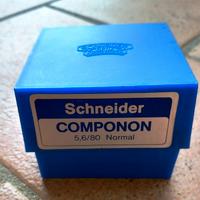 Schneider
COMPONON
5,6/80 Normal